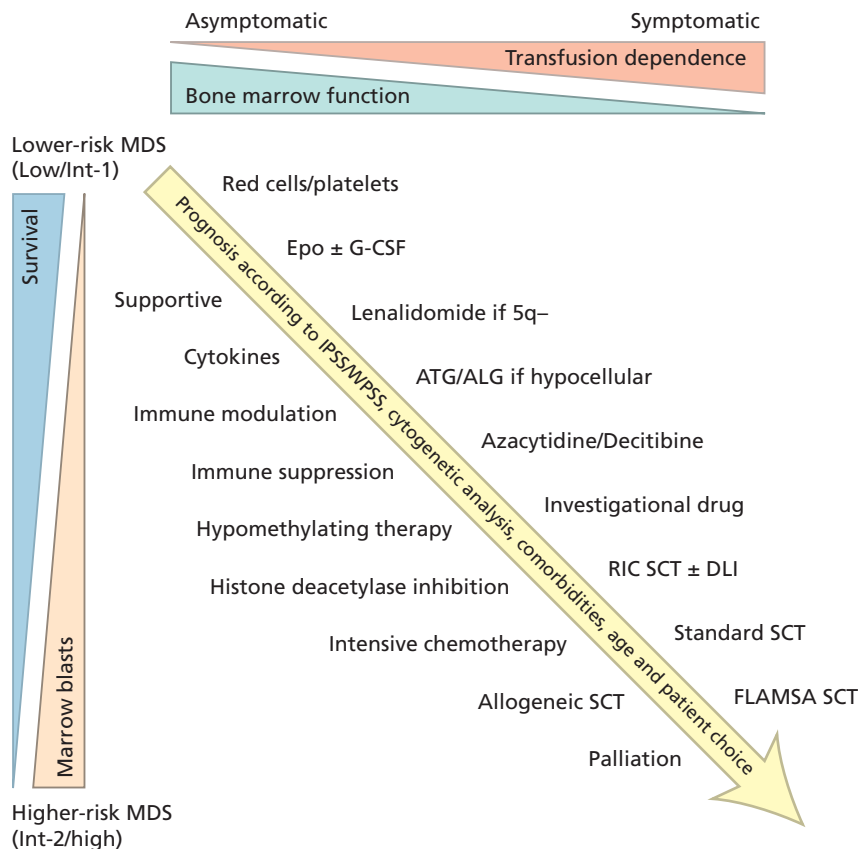 Asymptomatic
Symptomatic
Transfusion dependence
Bone marrow function
Lower-risk MDS
(Low/Int-1)
Survival
Marrow blasts
Higher-risk MDS
(Int-2/high)
Prognosis according to IPSS/WPSS, cytogenetic analysis, comorbidities, age and patient choice
Red cells/platelets
Epo ± G-CSF
Lenalidomide if 5q–
ATG/ALG if hypocellular
Azacytidine/Decitibine
Investigational drug
RIC SCT ± DLI
Standard SCT
FLAMSA SCT
Supportive
Cytokines
Immune modulation
Immune suppression
Hypomethylating therapy
Histone deacetylase inhibition
Intensive chemotherapy
Allogeneic SCT
Palliation